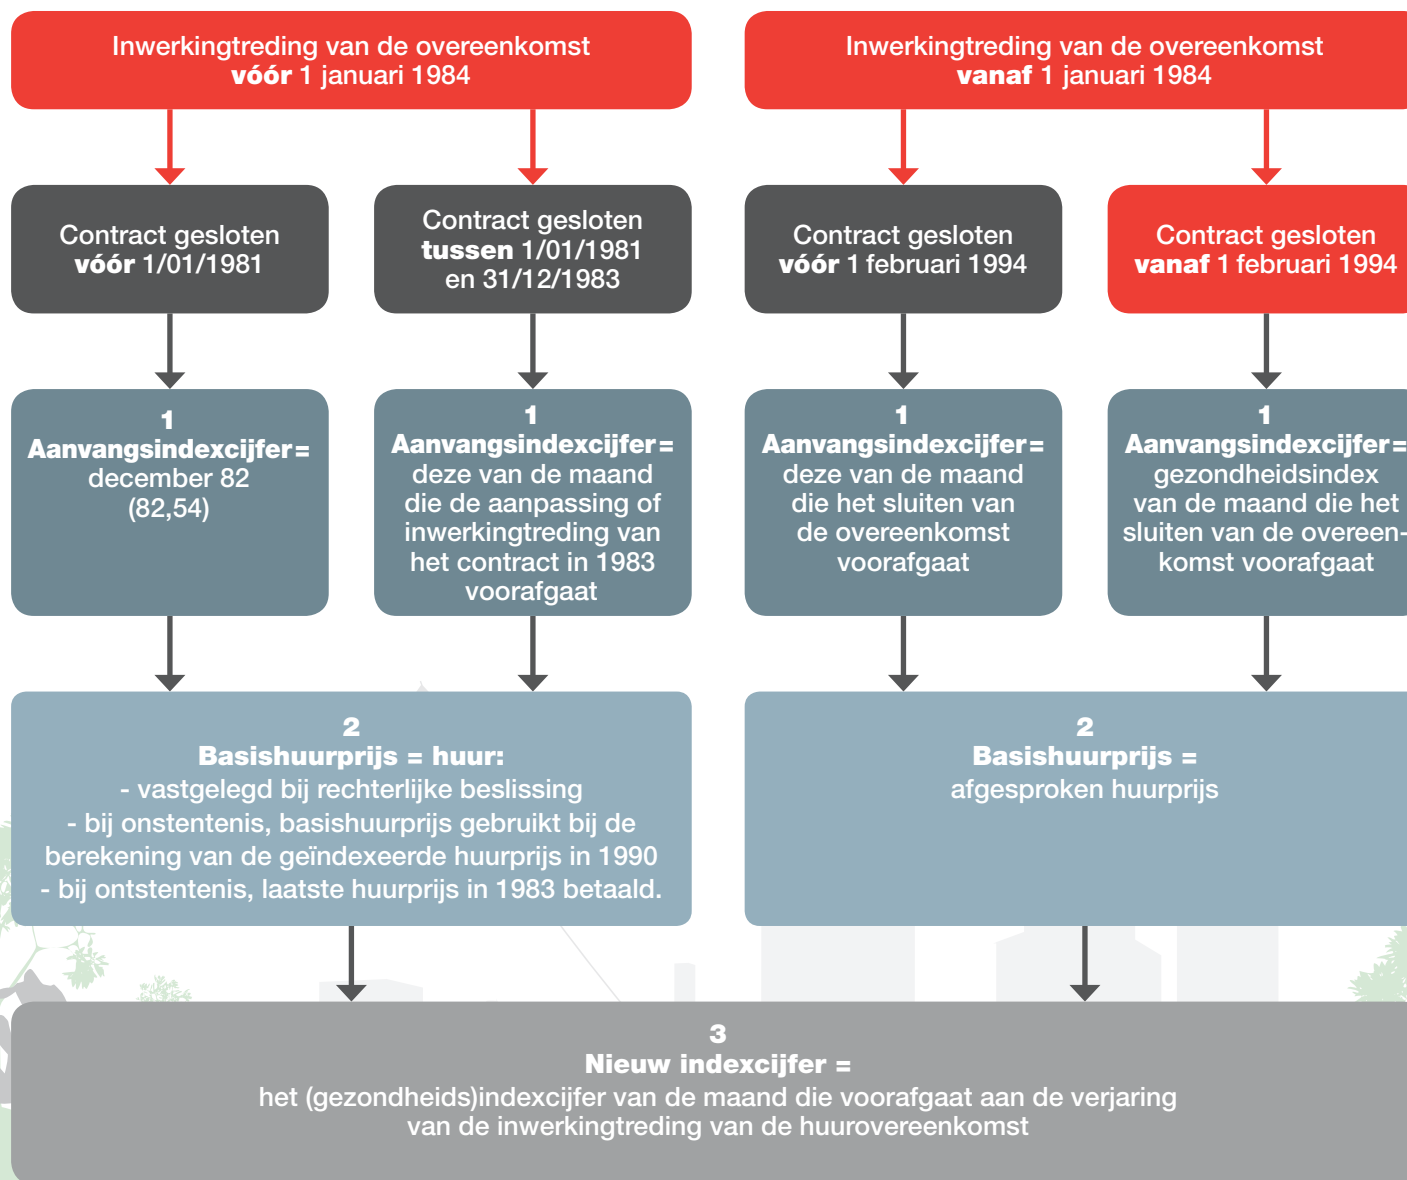 Inwerkingtreding van de overeenkomst
vóór 1 januari 1984
Inwerkingtreding van de overeenkomst
vanaf 1 januari 1984
Contract gesloten
vóór 1/01/1981
Contract gesloten
tussen 1/01/1981
en 31/12/1983
Contract gesloten
vóór 1 februari 1994
Contract gesloten
vanaf 1 februari 1994
1
Aanvangsindexcijfer=
december 82
(82,54)
1
Aanvangsindexcijfer=
deze van de maand
die de aanpassing of
inwerkingtreding van
het contract in 1983
voorafgaat
1
Aanvangsindexcijfer=
deze van de maand
die het sluiten van
de overeenkomst
voorafgaat
1
Aanvangsindexcijfer=
gezondheidsindex
van de maand die het
sluiten van de overeen-
komst voorafgaat
2
Basishuurprijs = huur:
- vastgelegd bij rechterlijke beslissing
- bij onstentenis, basishuurprijs gebruikt bij de
berekening van de geïndexeerde huurprijs in 1990
- bij ontstentenis, laatste huurprijs in 1983 betaald.
2
Basishuurprijs =
afgesproken huurprijs
3
Nieuw indexcijfer =
het (gezondheids)indexcijfer van de maand die voorafgaat aan de verjaring
van de inwerkingtreding van de huurovereenkomst